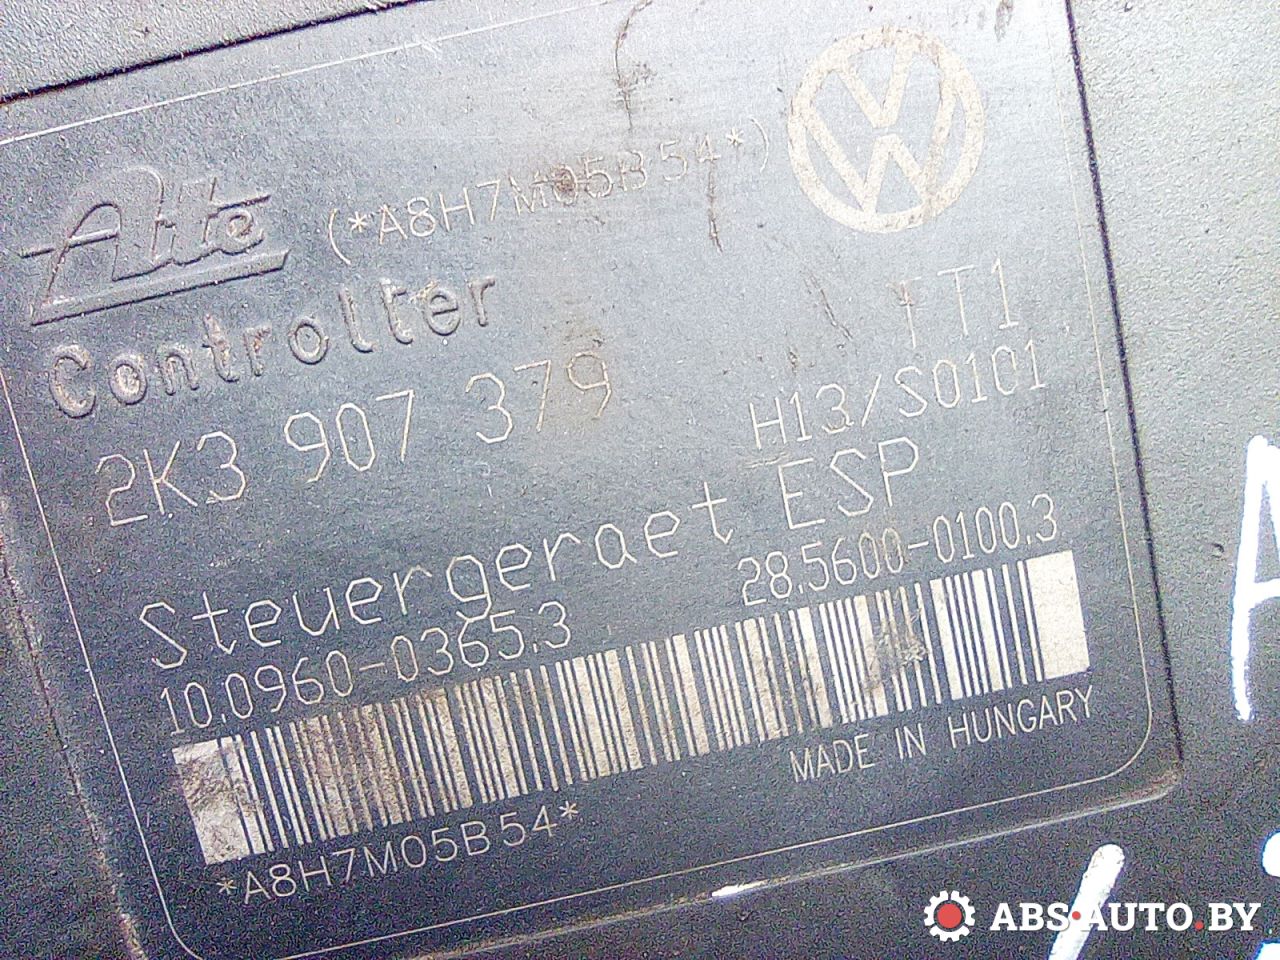 Ate (*A8H7M05B54*)
Controller
T1
2K3 907 379 H13/S0101
Steuergeraet ESP
10.0960-0365.3 28.5600-0100.3
MADE IN HUNGARY
*A8H7M05B54*
ABS-AUTO.BY